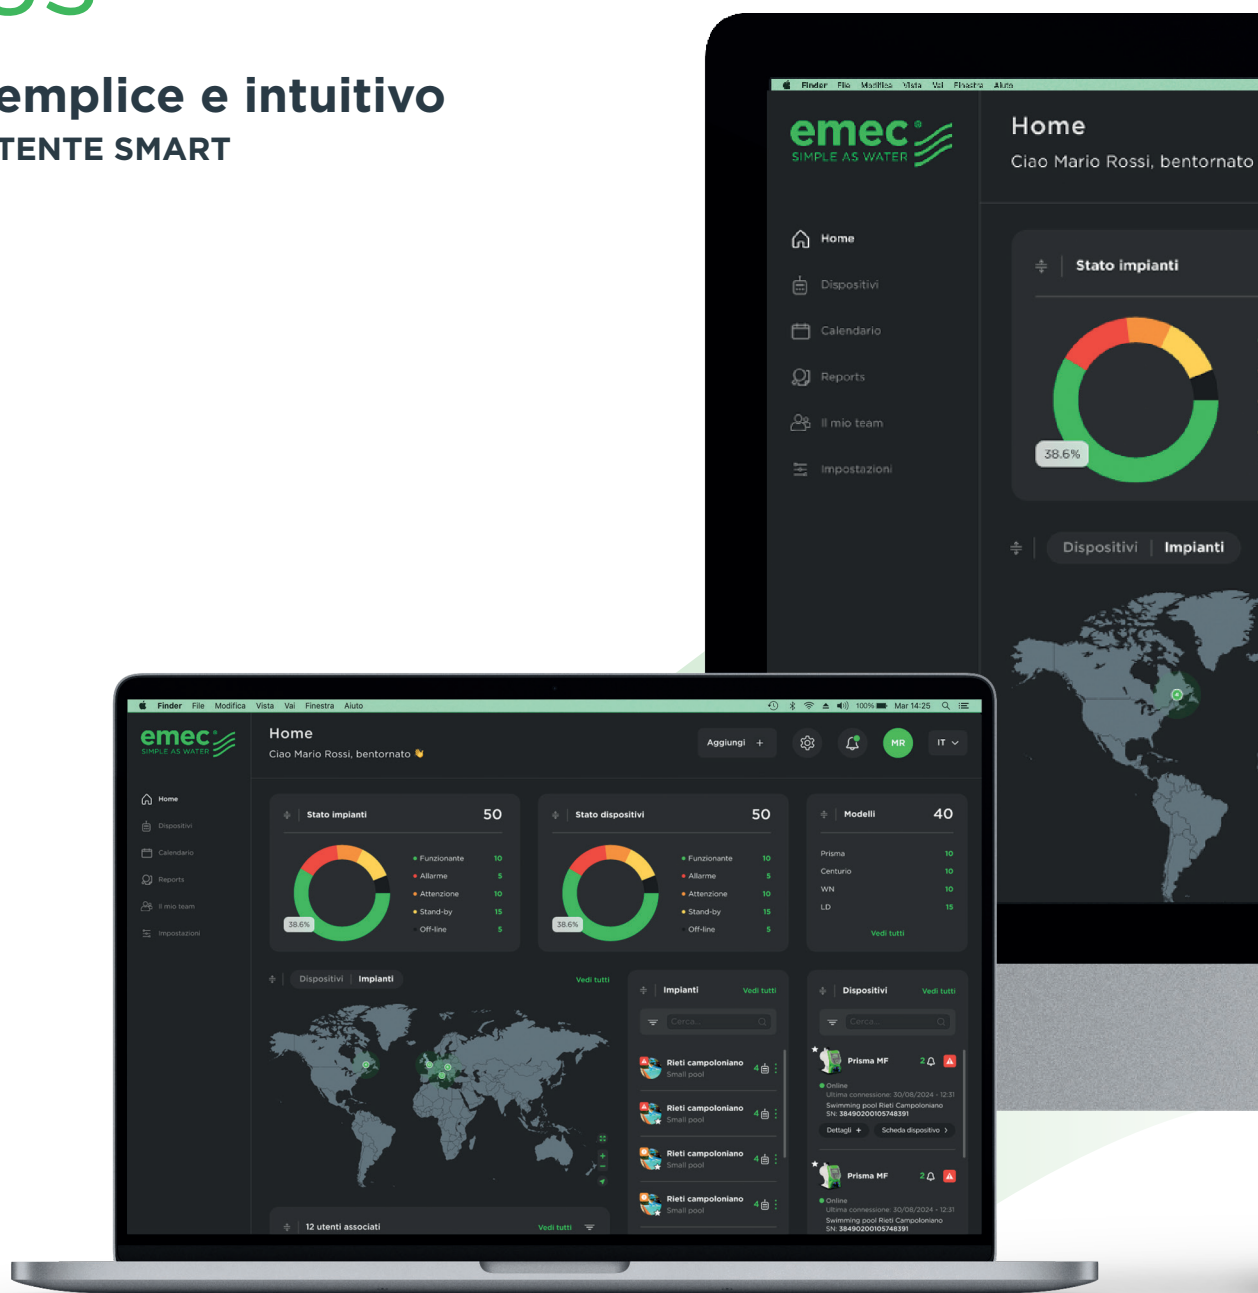 emplice e intuitivo
TENTE SMART
Finder File Modifica Vista Vai Finestra Aiuto
emec
SIMPLE AS WATER
Home
Ciao Mario Rossi, bentornato
Home
Dispositivi
Calendario
Reports
Il mio team
Impostazioni
Stato impianti
38.6%
Dispositivi Impianti
Finder File Modifica Vista Vai Finestra Aiuto 100% Mar 14:25
emec
SIMPLE AS WATER
Home
Ciao Mario Rossi, bentornato 👋
Aggiungi + MR IT
Home
Dispositivi
Calendario
Reports
Il mio team
Impostazioni
Stato impianti 50
Funzionante 10
Allarme 5
Attenzione 10
Stand-by 15
Off-line 5
38.6%
Stato dispositivi 50
Funzionante 10
Allarme 5
Attenzione 10
Stand-by 15
Off-line 5
38.6%
Modelli 40
Prisma 10
Centurio 10
WN 10
LD 15
Vedi tutti
Dispositivi Impianti Vedi tutti
12 utenti associati Vedi tutti
Impianti Vedi tutti
Cerca...
Rieti campoloniano 4
Small pool
Rieti campoloniano 4
Small pool
Rieti campoloniano 4
Small pool
Rieti campoloniano 4
Small pool
Dispositivi Vedi tutti
Cerca...
Prisma MF 2
Online
Ultima connessione: 30/08/2024 - 12:31
Swimming pool Rieti Campoloniano
SN: 38490200105748391
Dettagli + Scheda dispositivo >
Prisma MF 2
Online
Ultima connessione: 30/08/2024 - 12:31
Swimming pool Rieti Campoloniano
SN: 38490200105748391